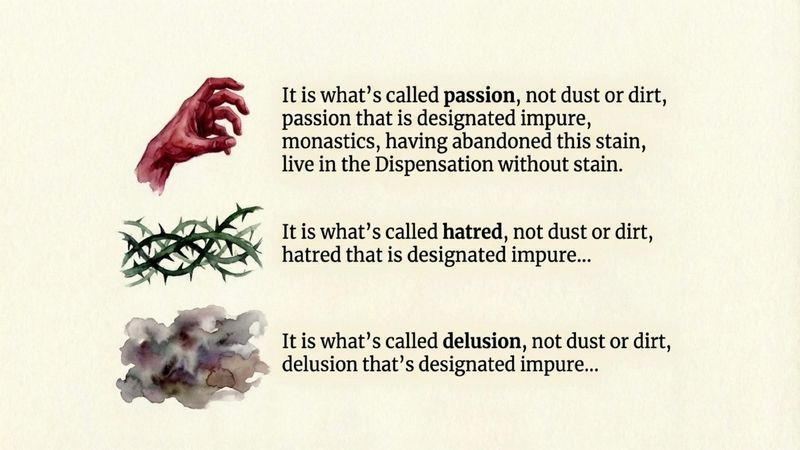 It is what’s called passion, not dust or dirt,
passion that is designated impure,
monastics, having abandoned this stain,
live in the Dispensation without stain.
It is what’s called hatred, not dust or dirt,
hatred that is designated impure...
It is what’s called delusion, not dust or dirt,
delusion that’s designated impure...